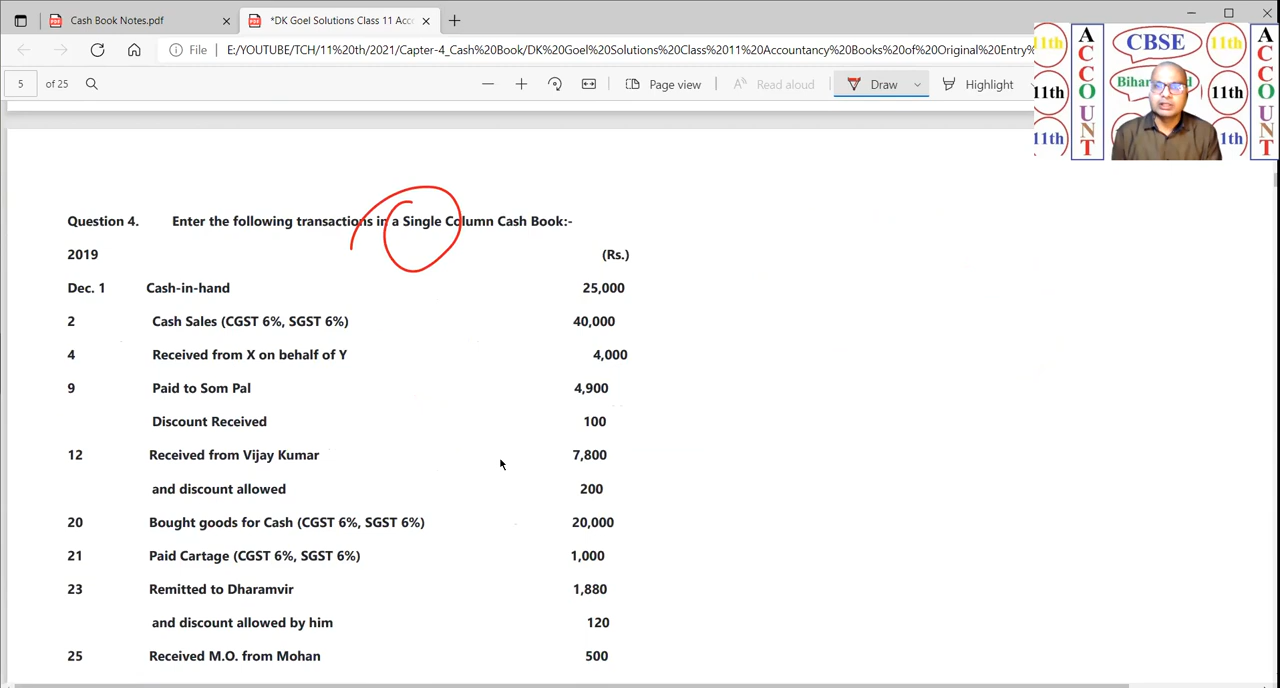 Cash Book Notes.pdf
*DK Goel Solutions Class 11 Acc
File E:/YOUTUBE/TCH/11%20th/2021/Capter-4_Cash%20Book/DK%20Goel%20Solutions%20Class%2011%20Accountancy%20Books%20of%20Original%20Entry%
5 of 25 Page view Read aloud Draw Highlight
11th CBSE 11th
Bihar
11th 11th
11th 1th
ACCOUNT
ACCOUNT
Question 4. Enter the following transactions in a Single Column Cash Book:-
2019 (Rs.)
Dec. 1 Cash-in-hand 25,000
2 Cash Sales (CGST 6%, SGST 6%) 40,000
4 Received from X on behalf of Y 4,000
9 Paid to Som Pal 4,900
Discount Received 100
12 Received from Vijay Kumar 7,800
and discount allowed 200
20 Bought goods for Cash (CGST 6%, SGST 6%) 20,000
21 Paid Cartage (CGST 6%, SGST 6%) 1,000
23 Remitted to Dharamvir 1,880
and discount allowed by him 120
25 Received M.O. from Mohan 500